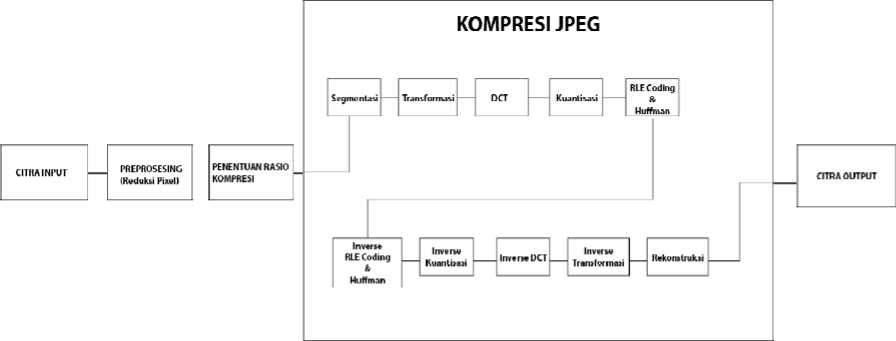 KOMPRESI JPEG
Segmentasi
Transformasi
DCT
Kuantisasi
RLE Coding
&
Huffman
CITRA INPUT
PREPROSESING
(Reduksi Pixel)
PENENTUAN RASIO
KOMPRESI
CITRA OUTPUT
Inverse
RLE Coding
&
Huffman
Inverse
Kuantisasi
Inverse DCT
Inverse
Transformasi
Rekonstruksi